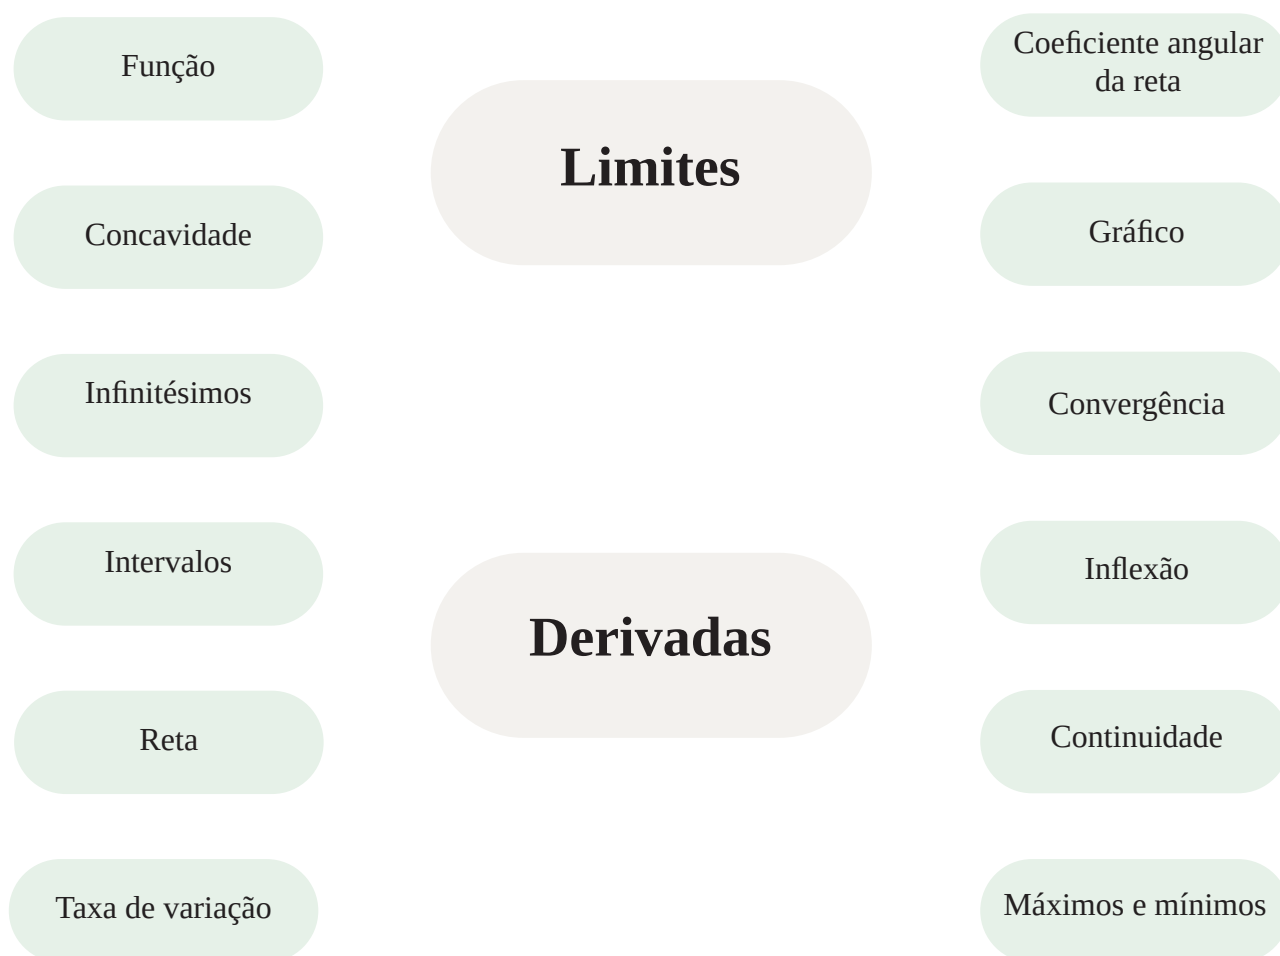 Função
Concavidade
Infinitésimos
Intervalos
Reta
Taxa de variação
Limites
Derivadas
Coeficiente angular
da reta
Gráfico
Convergência
Inflexão
Continuidade
Máximos e mínimos